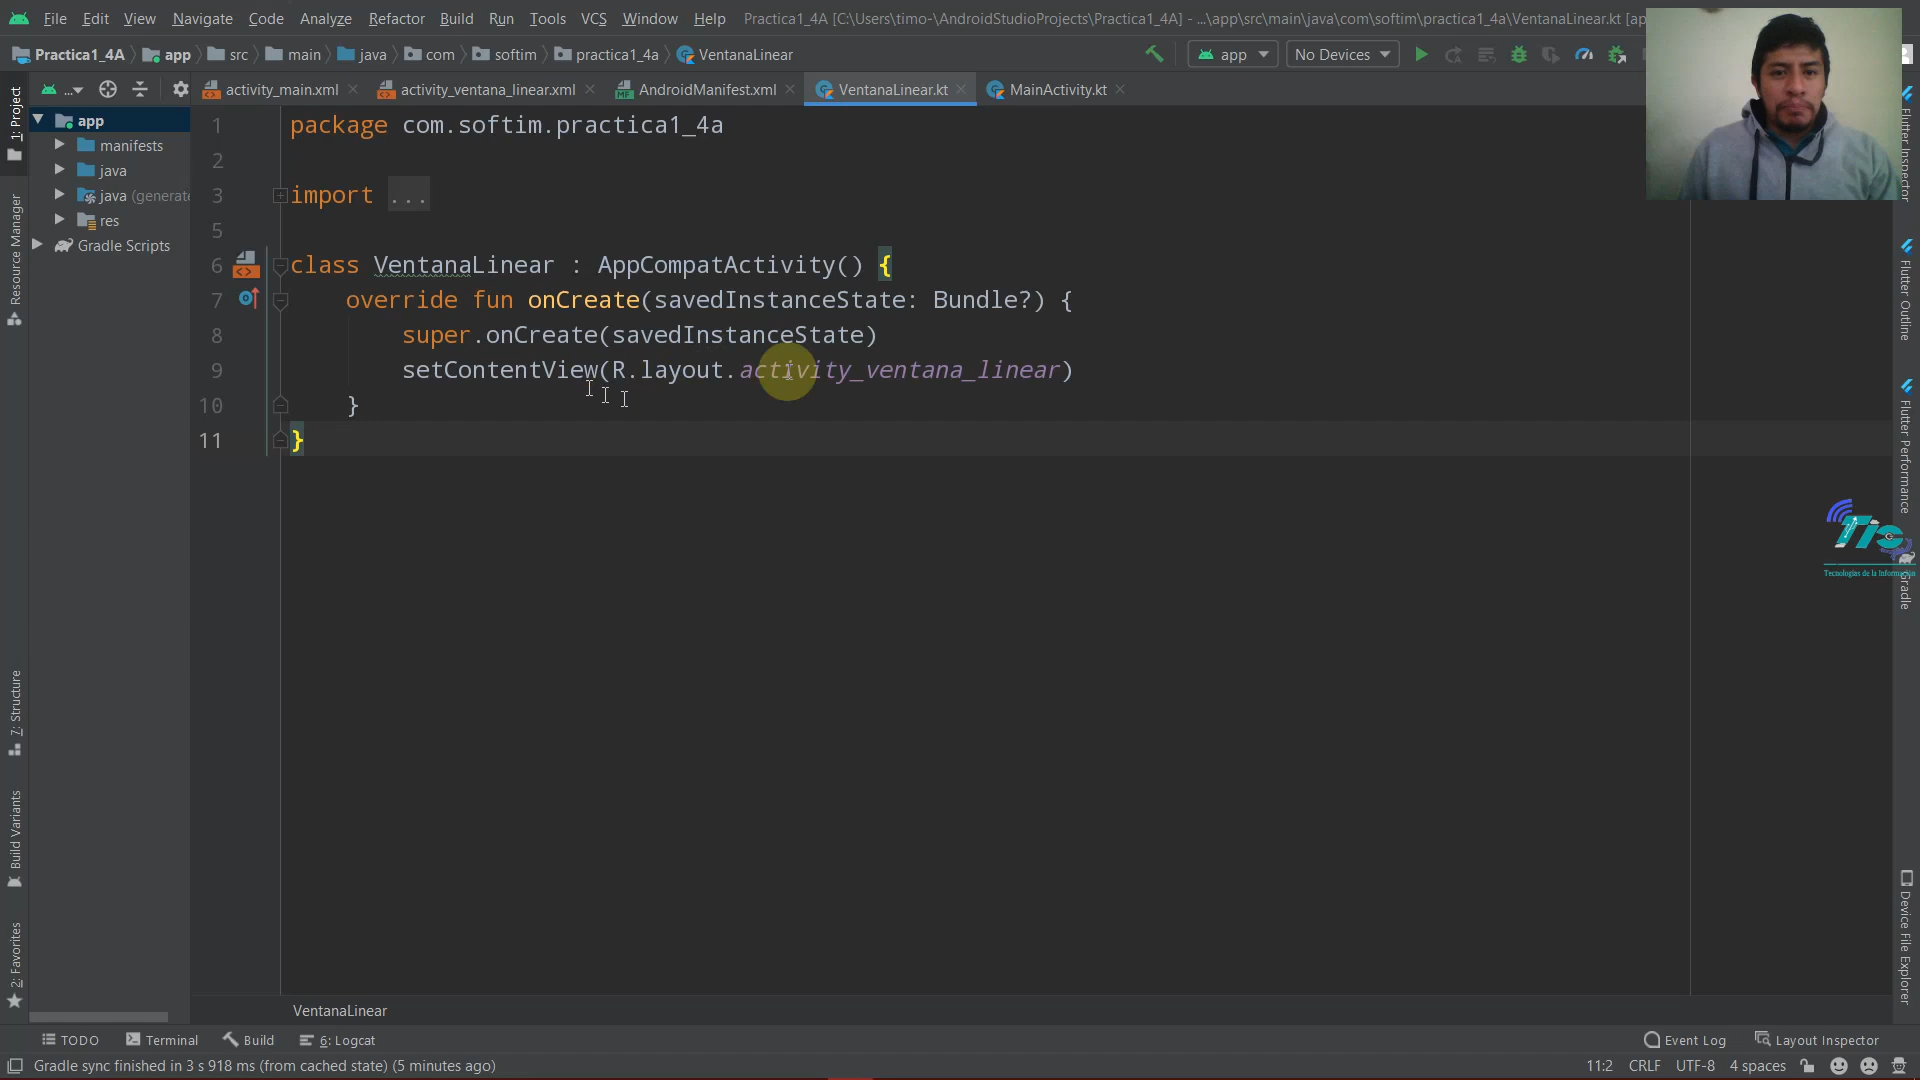 File Edit View Navigate Code Analyze Refactor Build Run Tools VCS Window Help Practica1_4A [C:\Users\timo-\AndroidStudioProjects\Practica1_4A] - ...\app\src\main\java\com\softim\practica1_4a\VentanaLinear.kt [ap
Practica1_4A app src main java com softim practica1_4a VentanaLinear app No Devices
... activity_main.xml activity_ventana_linear.xml AndroidManifest.xml VentanaLinear.kt MainActivity.kt
1: Project
Resource Manager
7: Structure
Build Variants
2: Favorites
app
manifests
java
java (generate
res
Gradle Scripts
1 package com.softim.practica1_4a
2
3 import ...
5
6 class VentanaLinear : AppCompatActivity() {
7 override fun onCreate(savedInstanceState: Bundle?) {
8 super.onCreate(savedInstanceState)
9 setContentView(R.layout.activity_ventana_linear)
10 }
11 }
Flutter Inspector
Flutter Outline
Flutter Performance
Gradle
Device File Explorer
Tic
Tecnologías de la Información
VentanaLinear
TODO Terminal Build 6: Logcat Event Log Layout Inspector
Gradle sync finished in 3 s 918 ms (from cached state) (5 minutes ago) 11:2 CRLF UTF-8 4 spaces